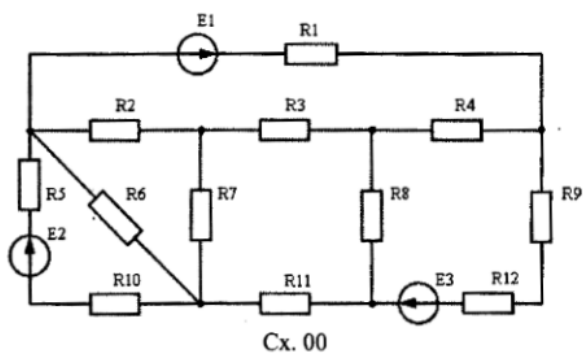 E1 R1
R2 R3 R4
R5 R6 R7 R8 R9
E2
R10 R11 E3 R12
Сх. 00